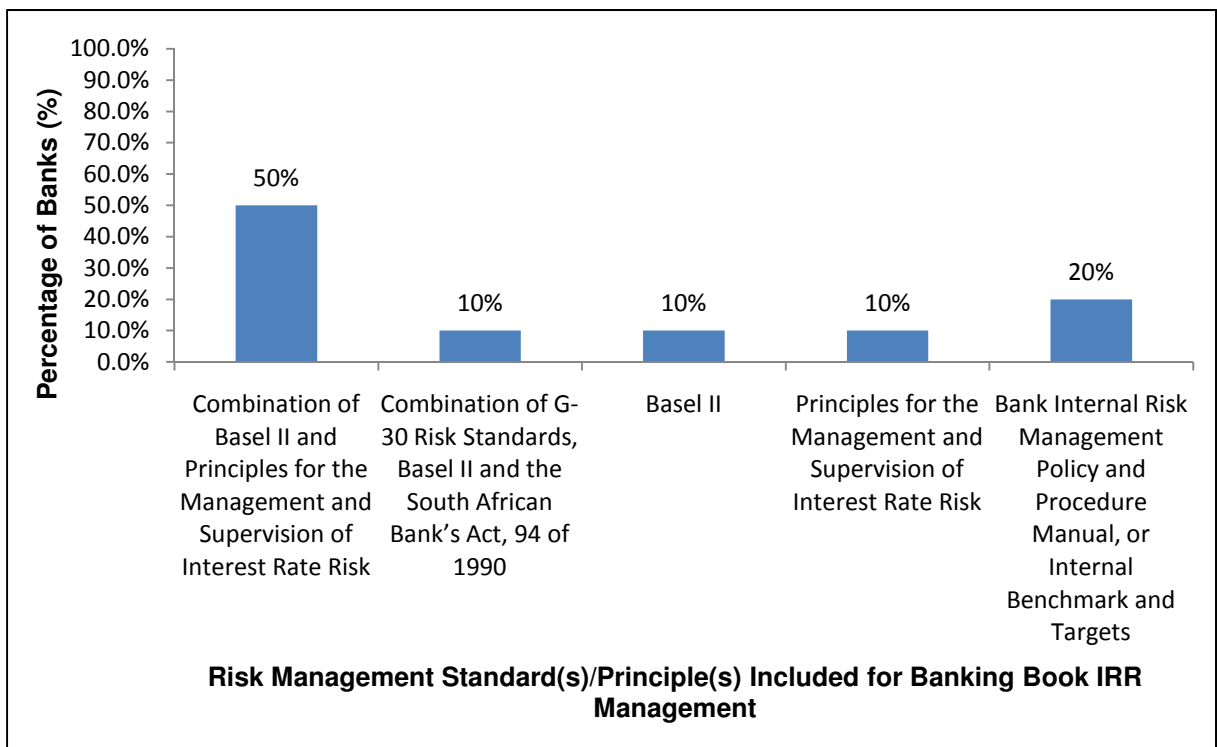 Percentage of Banks (%)
100.0%
90.0%
80.0%
70.0%
60.0%
50.0%
40.0%
30.0%
20.0%
10.0%
0.0%
50%
10%
10%
10%
20%
Combination of
Basel II and
Principles for the
Management and
Supervision of
Interest Rate Risk
Combination of G-
30 Risk Standards,
Basel II and the
South African
Bank’s Act, 94 of
1990
Basel II
Principles for the
Management and
Supervision of
Interest Rate Risk
Bank Internal Risk
Management
Policy and
Procedure
Manual, or
Internal
Benchmark and
Targets
Risk Management Standard(s)/Principle(s) Included for Banking Book IRR
Management